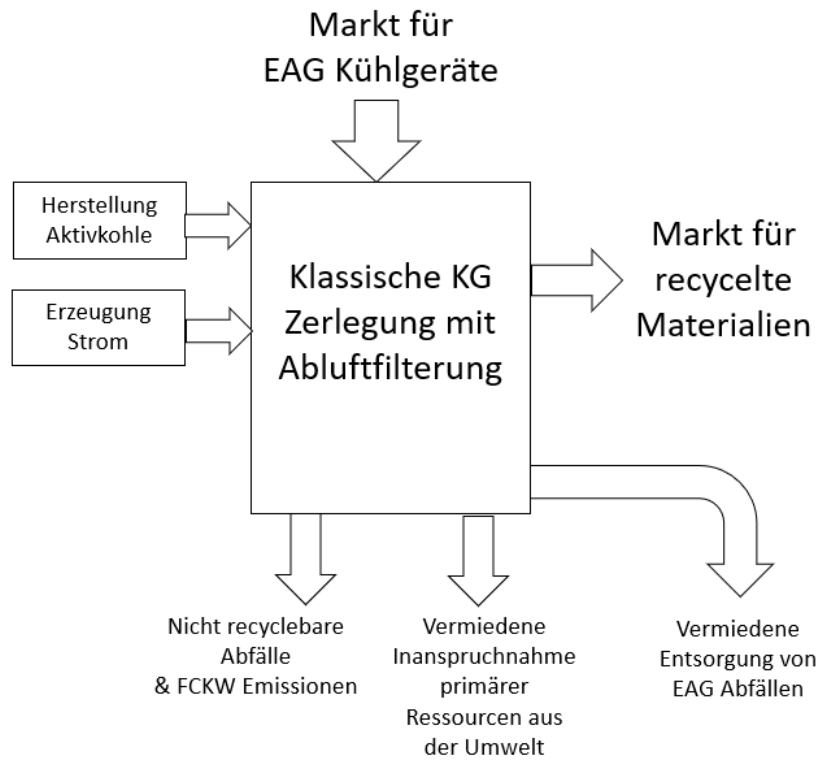 Markt für
EAG Kühlgeräte
Herstellung
Aktivkohle
Erzeugung
Strom
Klassische KG
Zerlegung mit
Abluftfilterung
Markt für
recycelte
Materialien
Nicht recyclebare
Abfälle
& FCKW Emissionen
Vermiedene
Inanspruchnahme
primärer
Ressourcen aus
der Umwelt
Vermiedene
Entsorgung von
EAG Abfällen